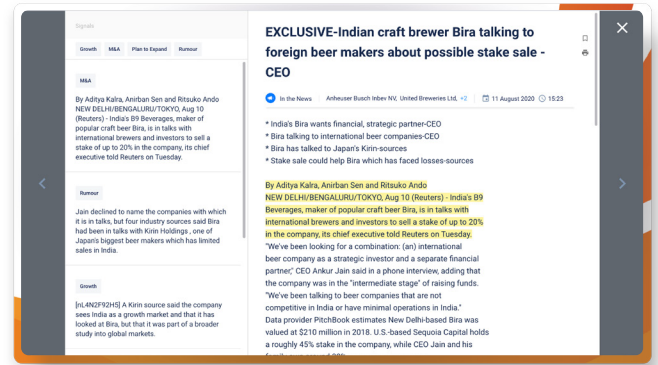 Signals
Growth M&A Plan to Expand Rumour
M&A
By Aditya Kalra, Anirban Sen and Ritsuko Ando
NEW DELHI/BENGALURU/TOKYO, Aug 10
(Reuters) - India's B9 Beverages, maker of
popular craft beer Bira, is in talks with
international brewers and investors to sell a
stake of up to 20% in the company, its chief
executive told Reuters on Tuesday.
Rumour
Jain declined to name the companies with which
it is in talks, but four industry sources said Bira
had been in talks with Kirin Holdings , one of
Japan's biggest beer makers which has limited
sales in India.
Growth
[nL4N2F92H5] A Kirin source said the company
sees India as a growth market and that it has
looked at Bira, but that it was part of a broader
study into global markets.
EXCLUSIVE-Indian craft brewer Bira talking to
foreign beer makers about possible stake sale -
CEO
In the News Anheuser Busch Inbev NV, United Breweries Ltd, +2 11 August 2020 15:23
* India's Bira wants financial, strategic partner-CEO
* Bira talking to international beer companies-CEO
* Bira has talked to Japan's Kirin-sources
* Stake sale could help Bira which has faced losses-sources
By Aditya Kalra, Anirban Sen and Ritsuko Ando
NEW DELHI/BENGALURU/TOKYO, Aug 10 (Reuters) - India's B9
Beverages, maker of popular craft beer Bira, is in talks with
international brewers and investors to sell a stake of up to 20%
in the company, its chief executive told Reuters on Tuesday.
"We've been looking for a combination: (an) international
beer company as a strategic investor and a separate financial
partner," CEO Ankur Jain said in a phone interview, adding that
the company was in the "intermediate stage" of raising funds.
"We've been talking to beer companies that are not
competitive in India or have minimal operations in India."
Data provider PitchBook estimates New Delhi-based Bira was
valued at $210 million in 2018. U.S.-based Sequoia Capital holds
a roughly 45% stake in the company, while CEO Jain and his